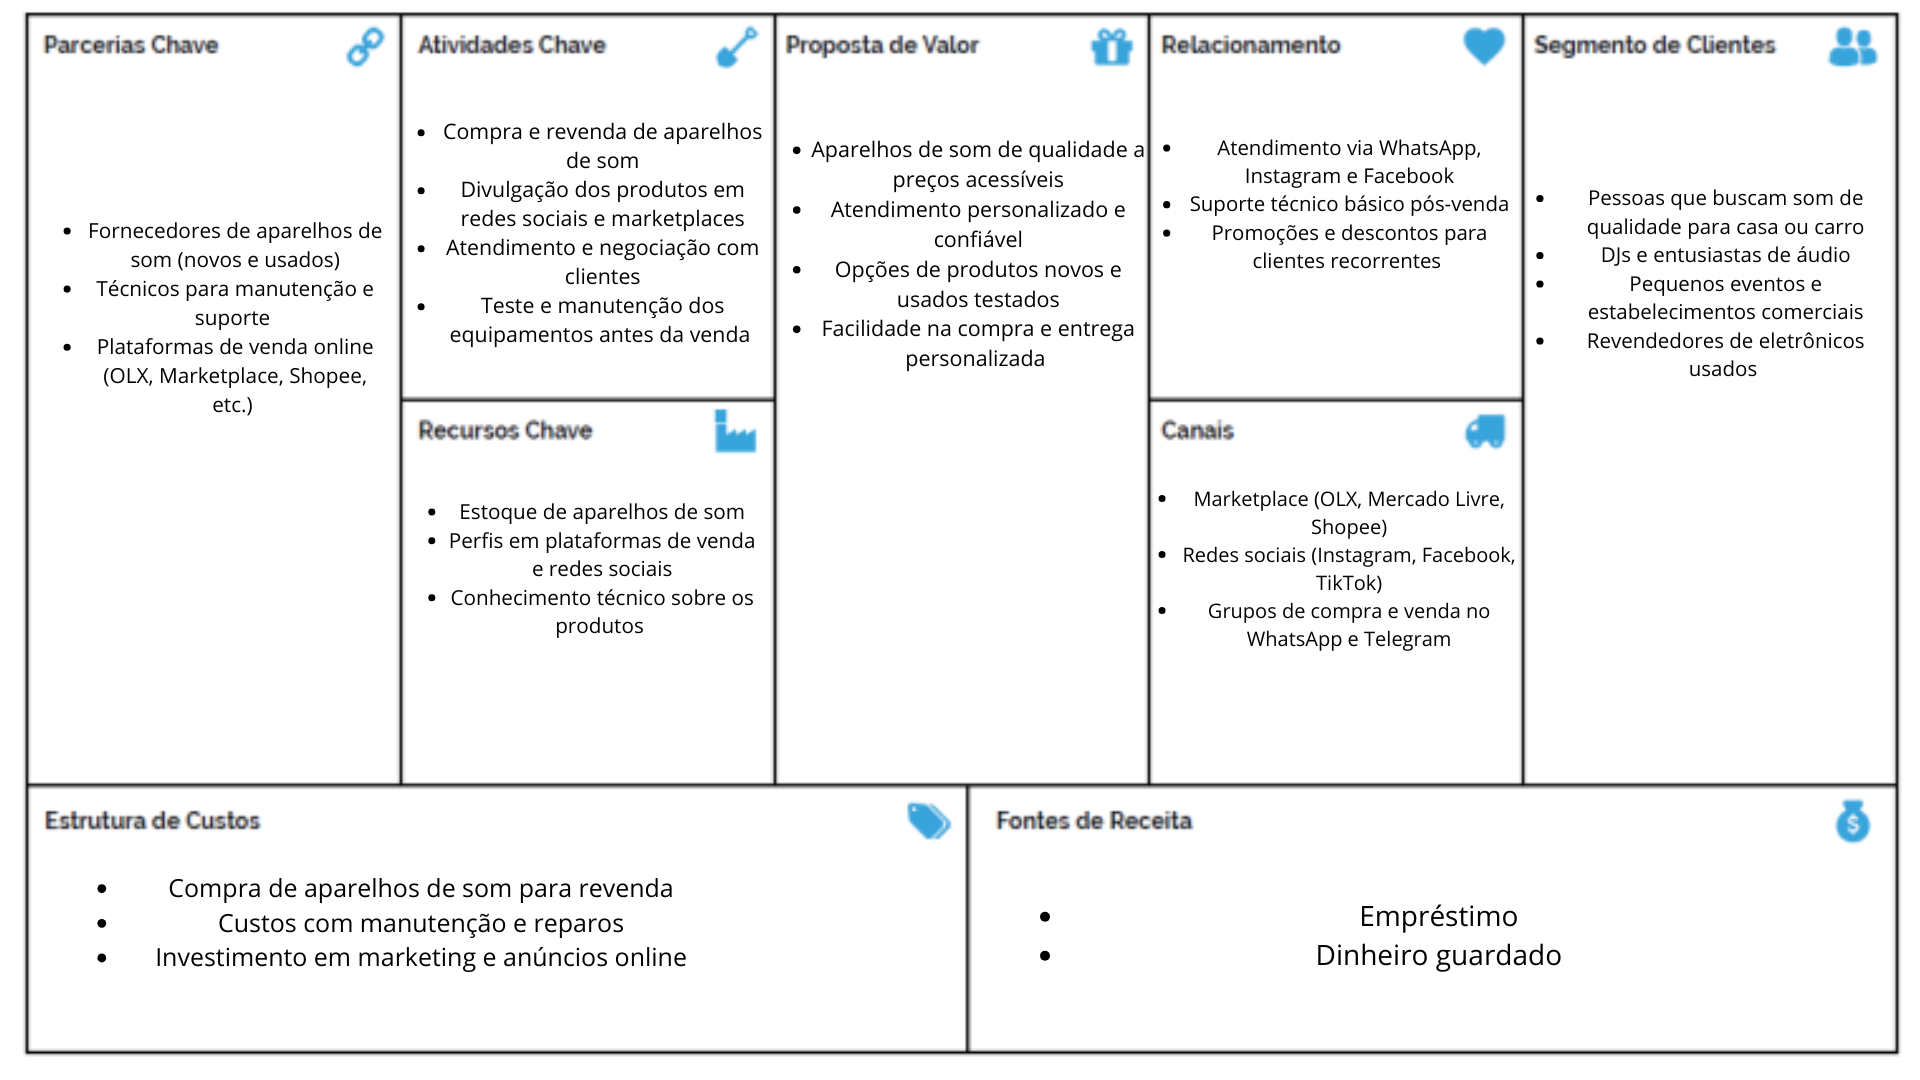 Parcerias Chave
• Fornecedores de aparelhos de
som (novos e usados)
• Técnicos para manutenção e
suporte
• Plataformas de venda online
(OLX, Marketplace, Shopee,
etc.)
Atividades Chave
• Compra e revenda de aparelhos
de som
• Divulgação dos produtos em
redes sociais e marketplaces
• Atendimento e negociação com
clientes
• Teste e manutenção dos
equipamentos antes da venda
Recursos Chave
• Estoque de aparelhos de som
• Perfis em plataformas de venda
e redes sociais
• Conhecimento técnico sobre os
produtos
Proposta de Valor
• Aparelhos de som de qualidade a
preços acessíveis
• Atendimento personalizado e
confiável
• Opções de produtos novos e
usados testados
• Facilidade na compra e entrega
personalizada
Relacionamento
• Atendimento via WhatsApp,
Instagram e Facebook
• Suporte técnico básico pós-venda
• Promoções e descontos para
clientes recorrentes
Canais
• Marketplace (OLX, Mercado Livre,
Shopee)
• Redes sociais (Instagram, Facebook,
TikTok)
• Grupos de compra e venda no
WhatsApp e Telegram
Segmento de Clientes
• Pessoas que buscam som de
qualidade para casa ou carro
• DJs e entusiastas de áudio
• Pequenos eventos e
estabelecimentos comerciais
• Revendedores de eletrônicos
usados
Estrutura de Custos
• Compra de aparelhos de som para revenda
• Custos com manutenção e reparos
• Investimento em marketing e anúncios online
Fontes de Receita
$
• Empréstimo
• Dinheiro guardado